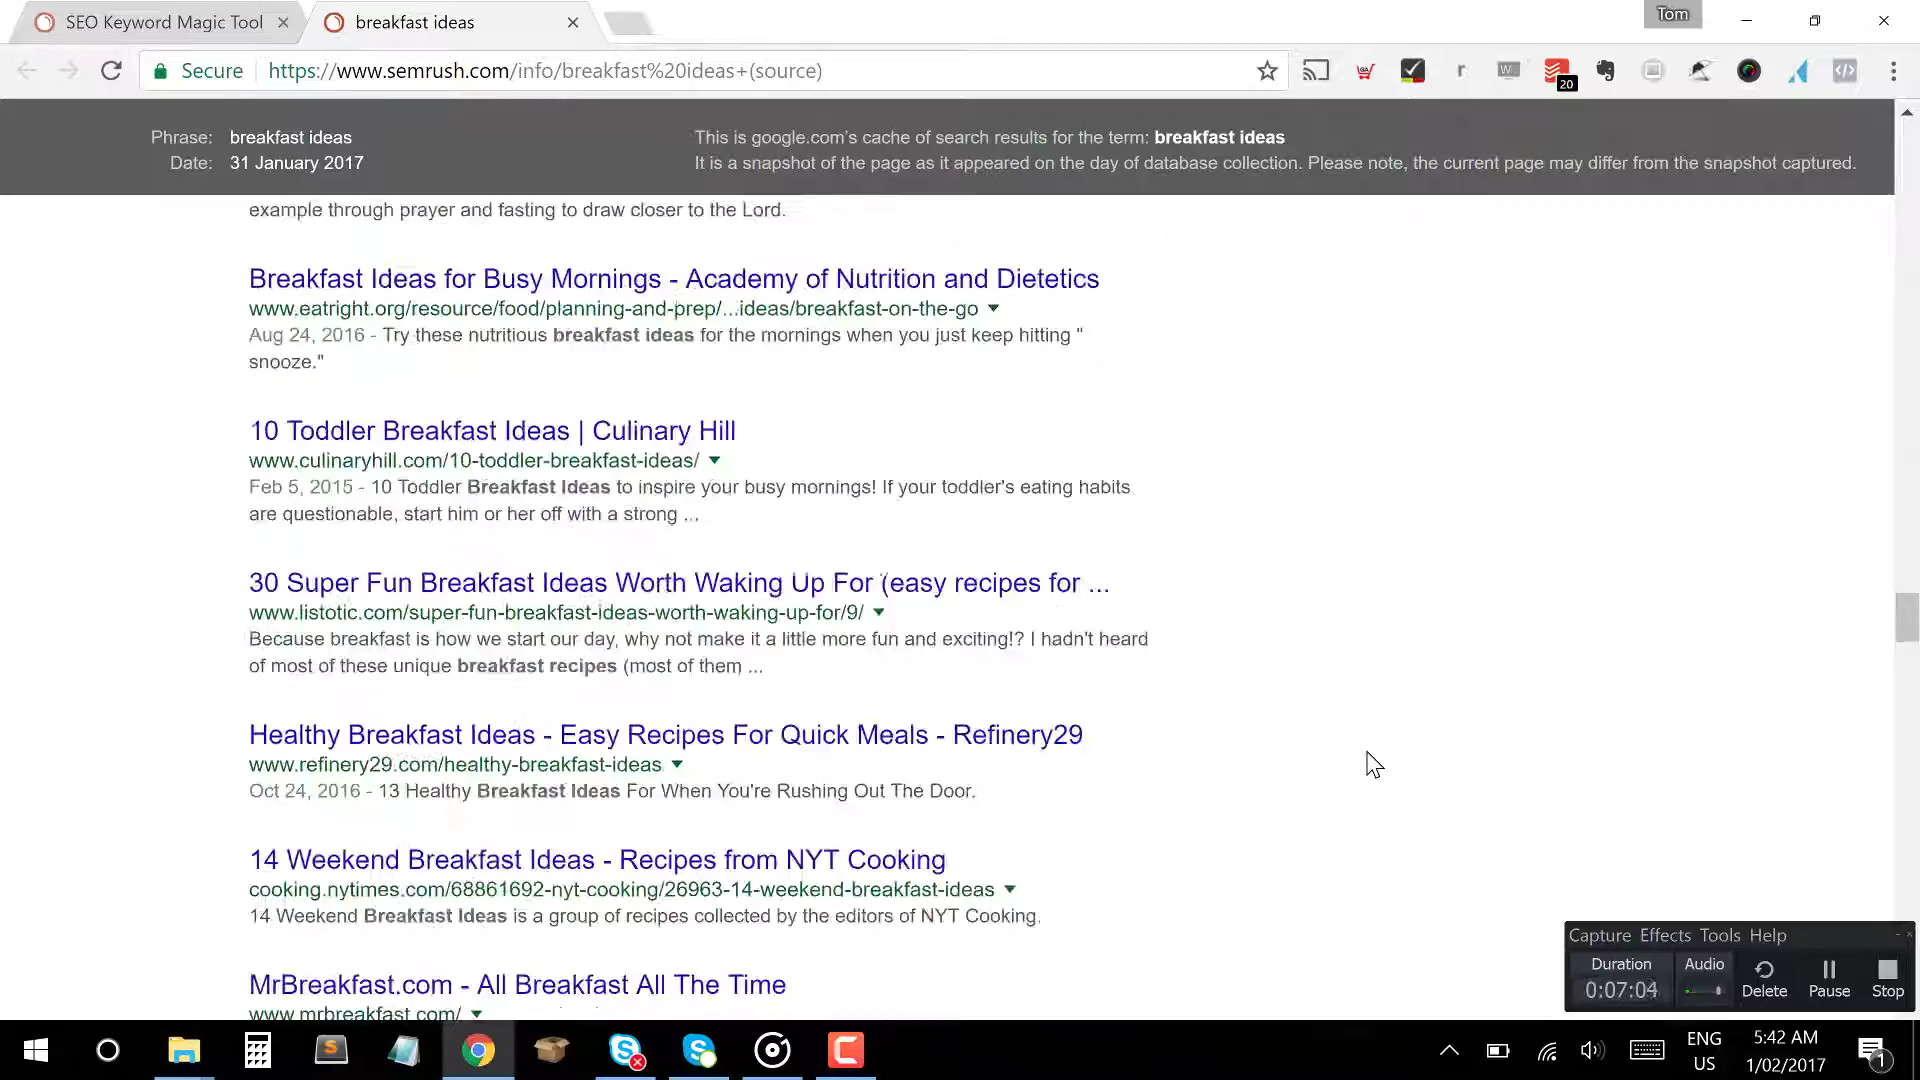 SEO Keyword Magic Tool
breakfast ideas
Tom
Secure
https://www.semrush.com/info/breakfast%20ideas+(source)
20
Phrase: breakfast ideas
Date: 31 January 2017
This is google.com's cache of search results for the term: breakfast ideas
It is a snapshot of the page as it appeared on the day of database collection. Please note, the current page may differ from the snapshot captured.
example through prayer and fasting to draw closer to the Lord.
Breakfast Ideas for Busy Mornings - Academy of Nutrition and Dietetics
www.eatright.org/resource/food/planning-and-prep/...ideas/breakfast-on-the-go
Aug 24, 2016 - Try these nutritious breakfast ideas for the mornings when you just keep hitting "
snooze."
10 Toddler Breakfast Ideas | Culinary Hill
www.culinaryhill.com/10-toddler-breakfast-ideas/
Feb 5, 2015 - 10 Toddler Breakfast Ideas to inspire your busy mornings! If your toddler's eating habits
are questionable, start him or her off with a strong ...
30 Super Fun Breakfast Ideas Worth Waking Up For (easy recipes for ...
www.listotic.com/super-fun-breakfast-ideas-worth-waking-up-for/9/
Because breakfast is how we start our day, why not make it a little more fun and exciting!? I hadn't heard
of most of these unique breakfast recipes (most of them ...
Healthy Breakfast Ideas - Easy Recipes For Quick Meals - Refinery29
www.refinery29.com/healthy-breakfast-ideas
Oct 24, 2016 - 13 Healthy Breakfast Ideas For When You're Rushing Out The Door.
14 Weekend Breakfast Ideas - Recipes from NYT Cooking
cooking.nytimes.com/68861692-nyt-cooking/26963-14-weekend-breakfast-ideas
14 Weekend Breakfast Ideas is a group of recipes collected by the editors of NYT Cooking.
MrBreakfast.com - All Breakfast All The Time
www.mrbreakfast.com/
Capture Effects Tools Help
Duration
0:07:04
Audio
Delete
Pause
Stop
ENG
US
5:42 AM
1/02/2017
1